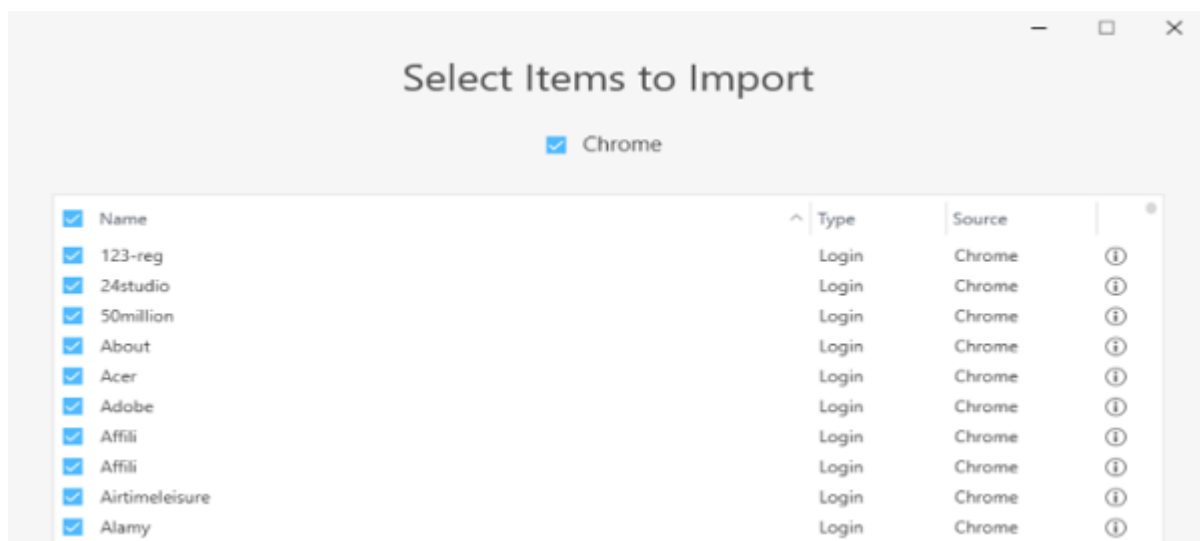 Select Items to Import
Chrome
Name Type Source
123-reg Login Chrome
24studio Login Chrome
50million Login Chrome
About Login Chrome
Acer Login Chrome
Adobe Login Chrome
Affili Login Chrome
Affili Login Chrome
Airtimeleisure Login Chrome
Alamy Login Chrome